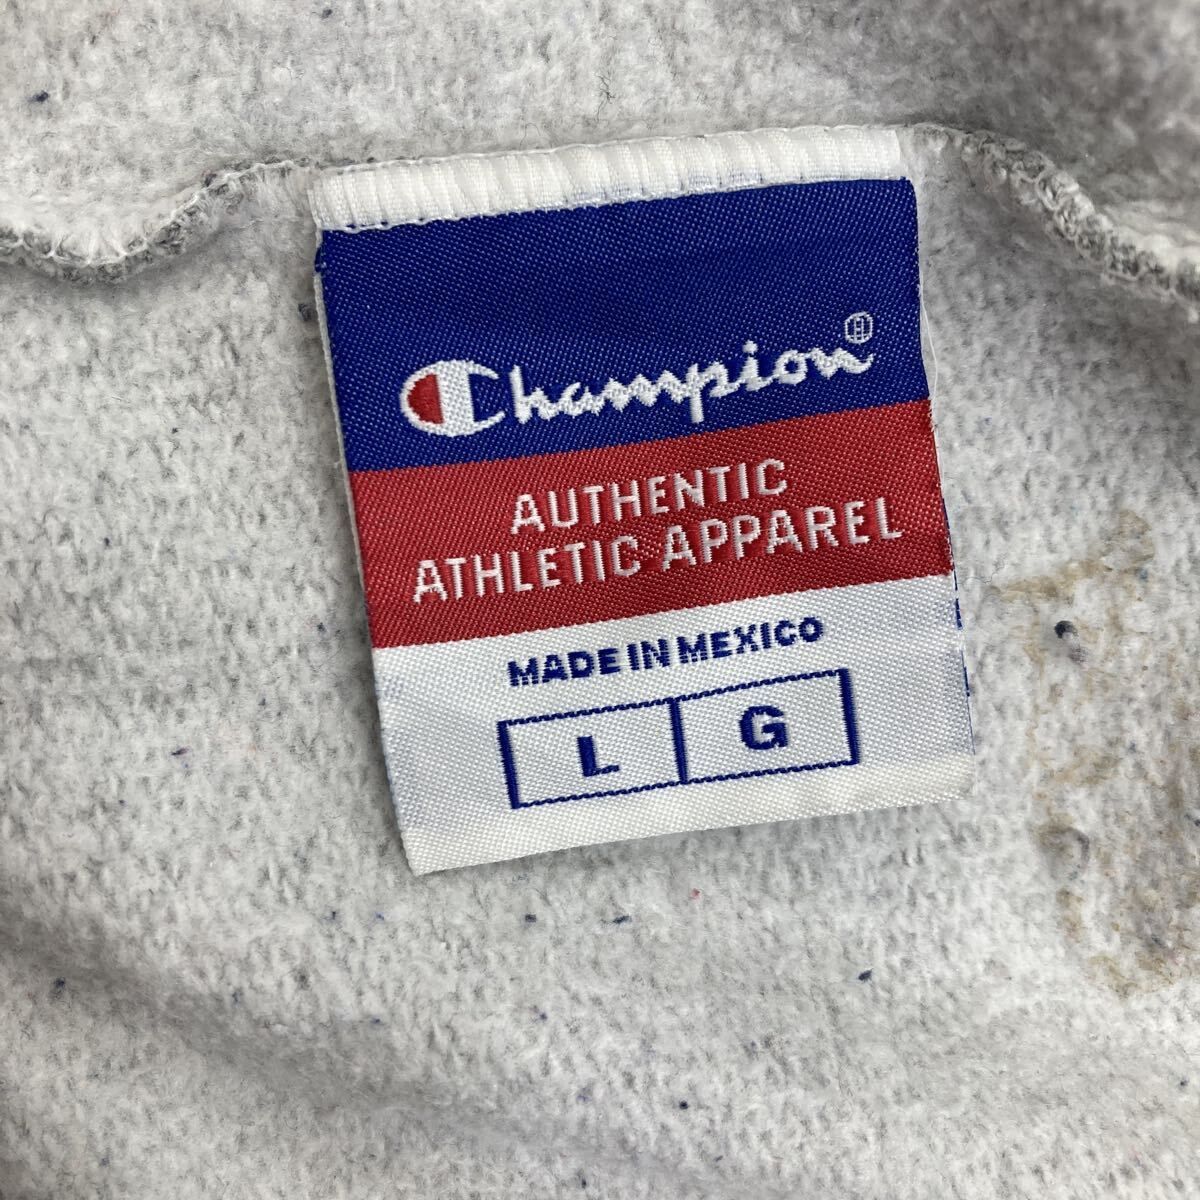 Champion®
AUTHENTIC
ATHLETIC APPAREL
MADE IN MEXICO
L G